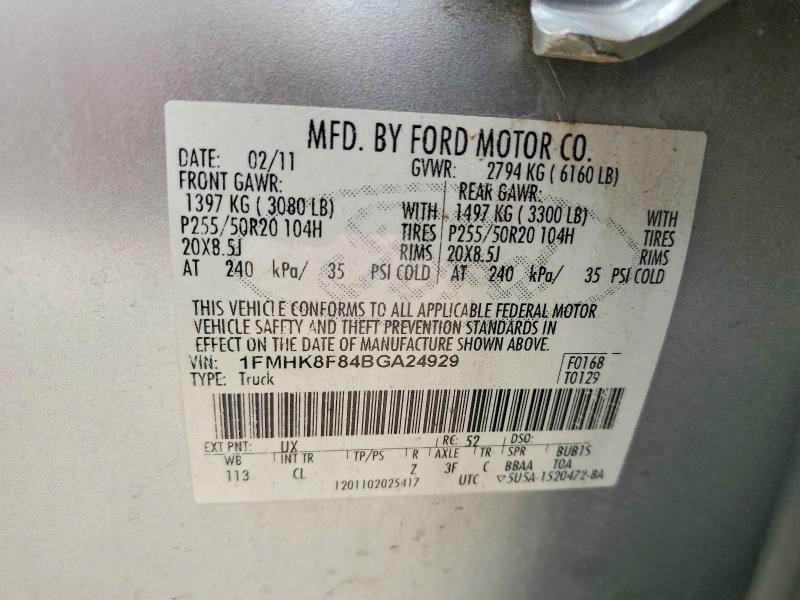 MFD. BY FORD MOTOR CO.
DATE: 02/11 GVWR: 2794 KG ( 6160 LB)
FRONT GAWR: REAR GAWR:
1397 KG ( 3080 LB) WITH 1497 KG ( 3300 LB) WITH
P255/50R20 104H TIRES P255/50R20 104H TIRES
20X8.5J RIMS 20X8.5J RIMS
AT 240 kPa/ 35 PSI COLD AT 240 kPa/ 35 PSI COLD
THIS VEHICLE CONFORMS TO ALL APPLICABLE FEDERAL MOTOR
VEHICLE SAFETY AND THEFT PREVENTION STANDARDS IN
EFFECT ON THE DATE OF MANUFACTURE SHOWN ABOVE.
VIN: 1FMHK8F84BGA24929 F0168
TYPE: Truck T0129
EXT PNT: UX RC: 52 DSO:
WB INT TR TP/PS R AXLE TR SPR BUB1S
113 CL Z 3F C BBAA TOA
1201102025417 UTC ▽5U5A-1520472-BA